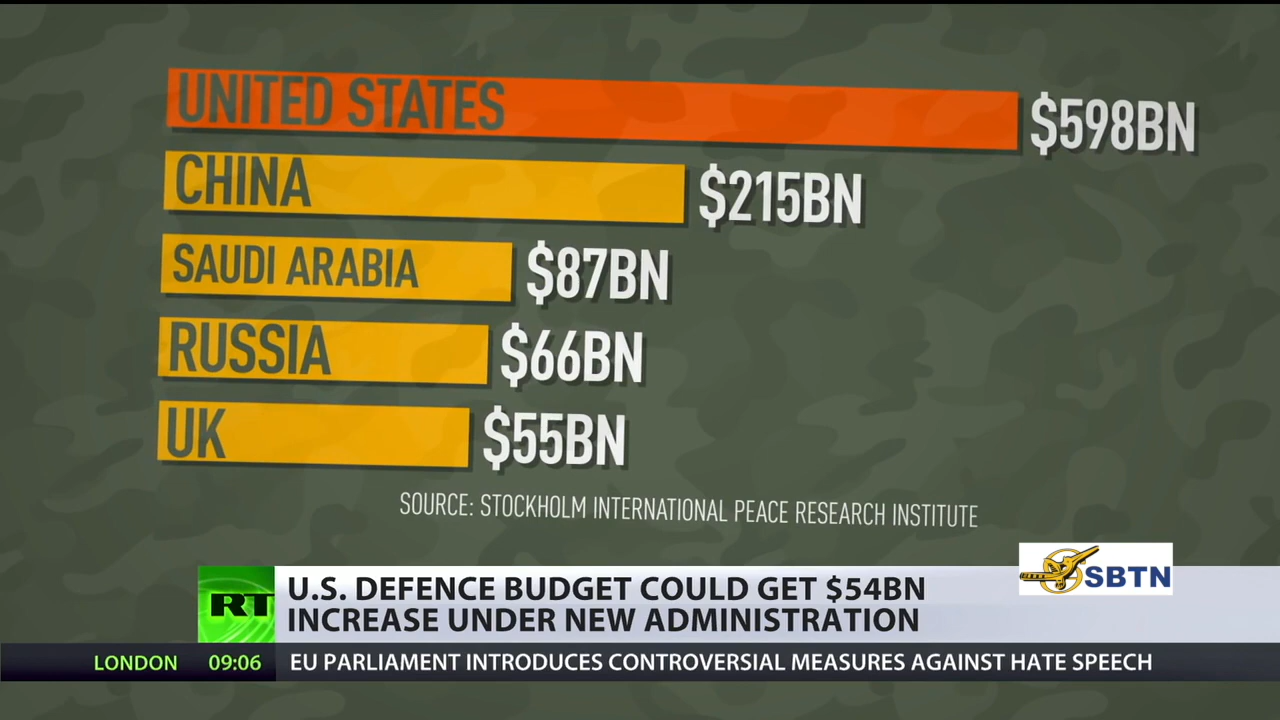 UNITED STATES $598BN
CHINA $215BN
SAUDI ARABIA $87BN
RUSSIA $66BN
UK $55BN
SOURCE: STOCKHOLM INTERNATIONAL PEACE RESEARCH INSTITUTE
SBTN
RT
U.S. DEFENCE BUDGET COULD GET $54BN
INCREASE UNDER NEW ADMINISTRATION
LONDON 09:06 EU PARLIAMENT INTRODUCES CONTROVERSIAL MEASURES AGAINST HATE SPEECH